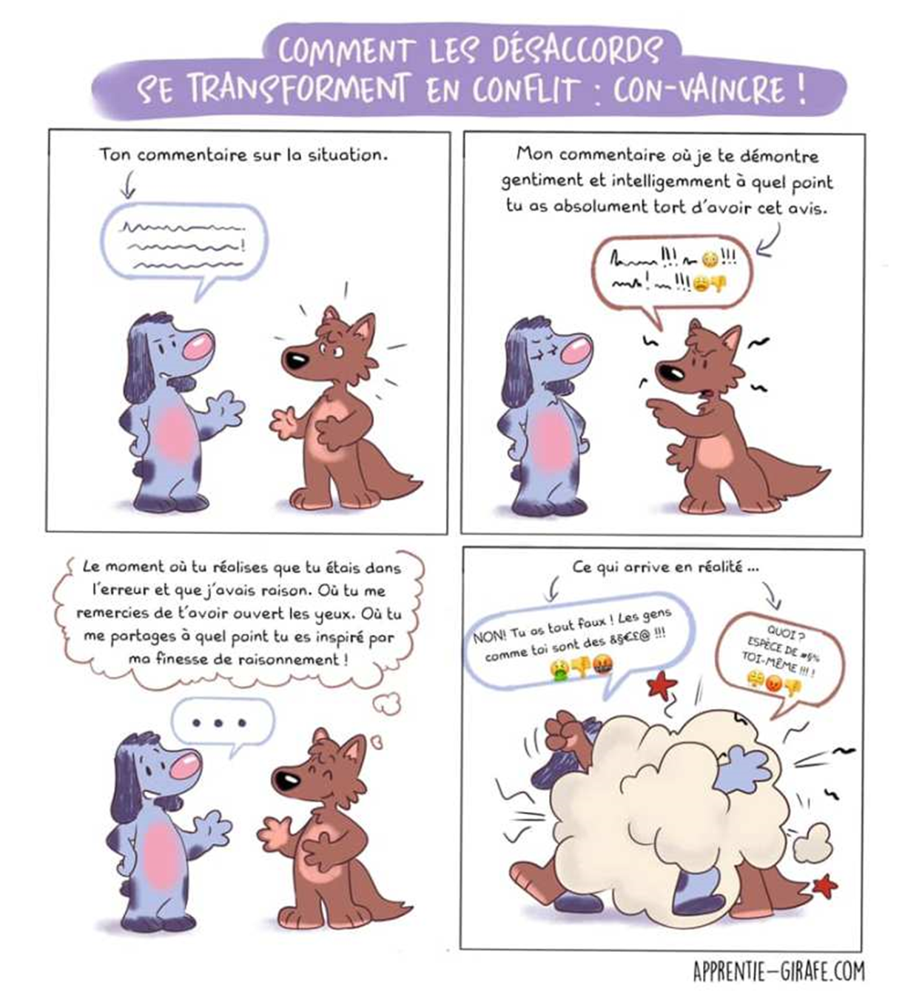 COMMENT LES DÉSACCORDS
SE TRANSFORMENT EN CONFLIT : CON-VAINCRE !
Ton commentaire sur la situation.
Mon commentaire où je te démontre
gentiment et intelligemment à quel point
tu as absolument tort d'avoir cet avis.
Le moment où tu réalises que tu étais dans
l'erreur et que j'avais raison. Où tu me
remercies de t'avoir ouvert les yeux. Où tu
me partages à quel point tu es inspiré par
ma finesse de raisonnement !
...
Ce qui arrive en réalité ...
NON! Tu as tout faux ! Les gens
comme toi sont des &§€£@ !!!
QUOI ?
ESPÈCE DE #§%
TOI-MÊME !!! !
APPRENTIE-GIRAFE.COM